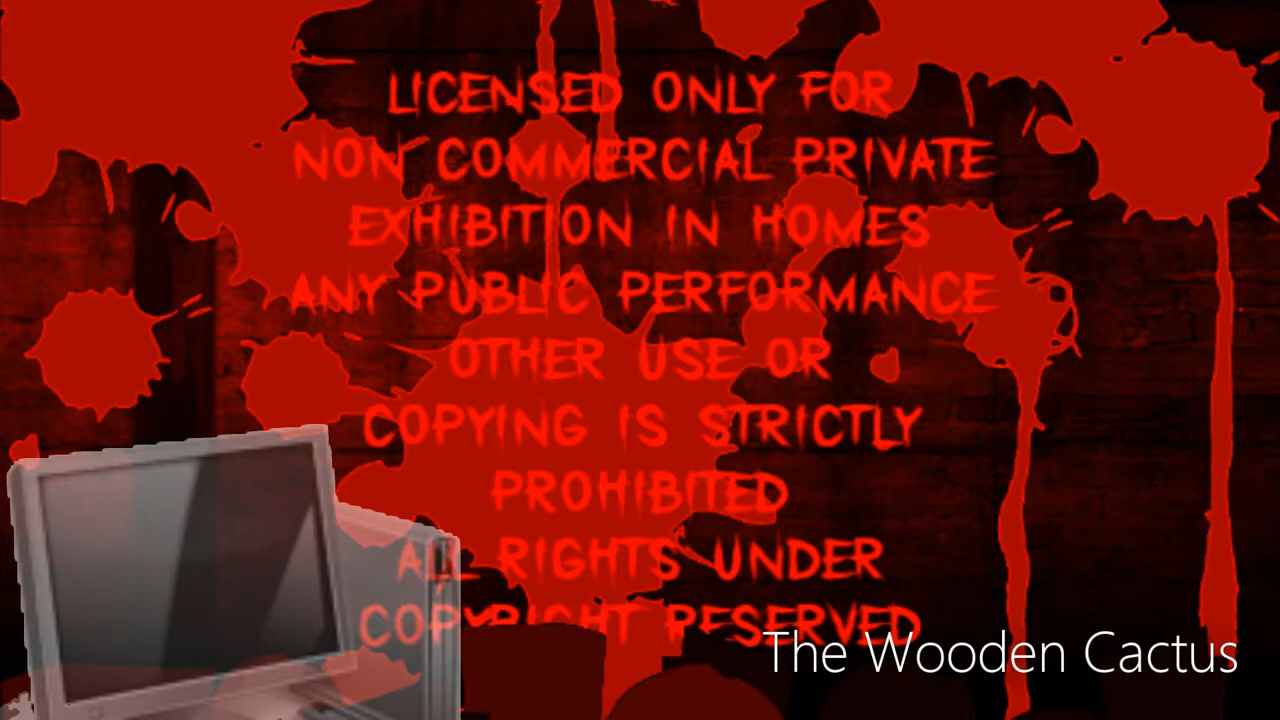 LICENSED ONLY FOR
NON COMMERCIAL PRIVATE
EXHIBITION IN HOMES
ANY PUBLIC PERFORMANCE
OTHER USE OR
COPYING IS STRICTLY
PROHIBITED
ALL RIGHTS UNDER
COPYRIGHT RESERVED
The Wooden Cactus